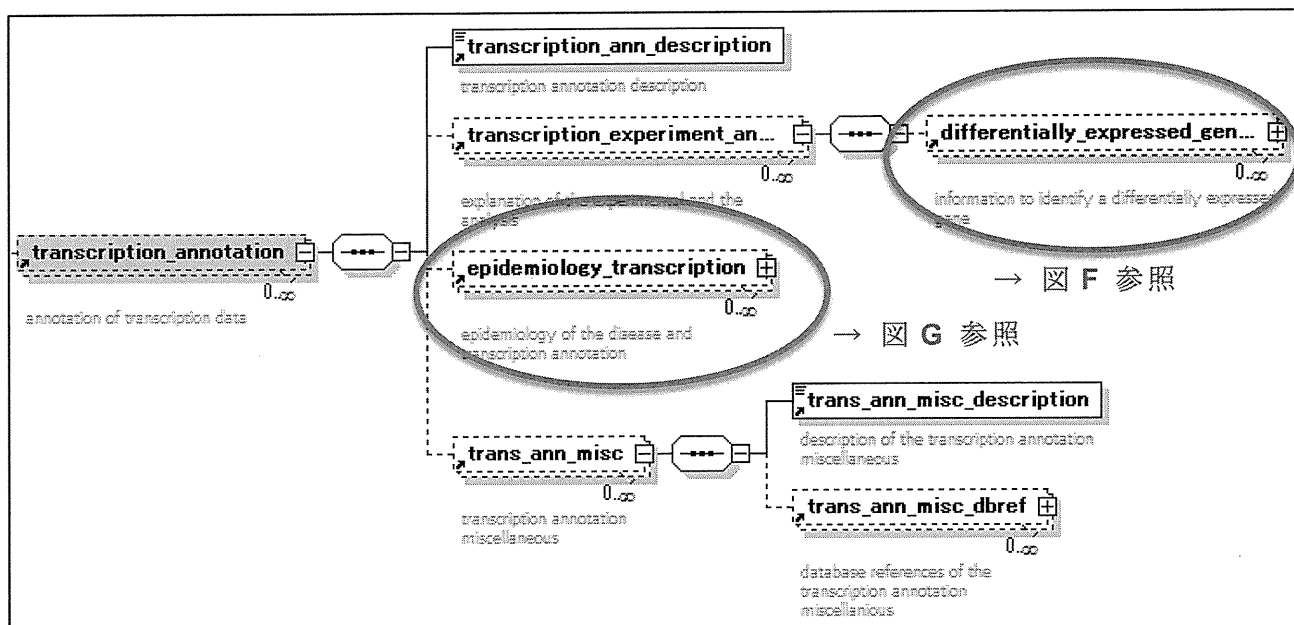 transcription_ann_description
transcription annotation description
transcription_experiment_an...
0..∞
explanation of the experimental and the
analysis
differentially_expressed_gen...
0..∞
information to identify a differentially expressed
gene
→ 図 F 参照
transcription_annotation
0..∞
annotation of transcription data
epidemiology_transcription
0..∞
epidemiology of the disease and
transcription annotation
→ 図 G 参照
trans_ann_misc
0..∞
transcription annotation
miscellaneous
trans_ann_misc_description
description of the transcription annotation
miscellaneous
trans_ann_misc_dbref
0..∞
database references of the
transcription annotation
miscellanious